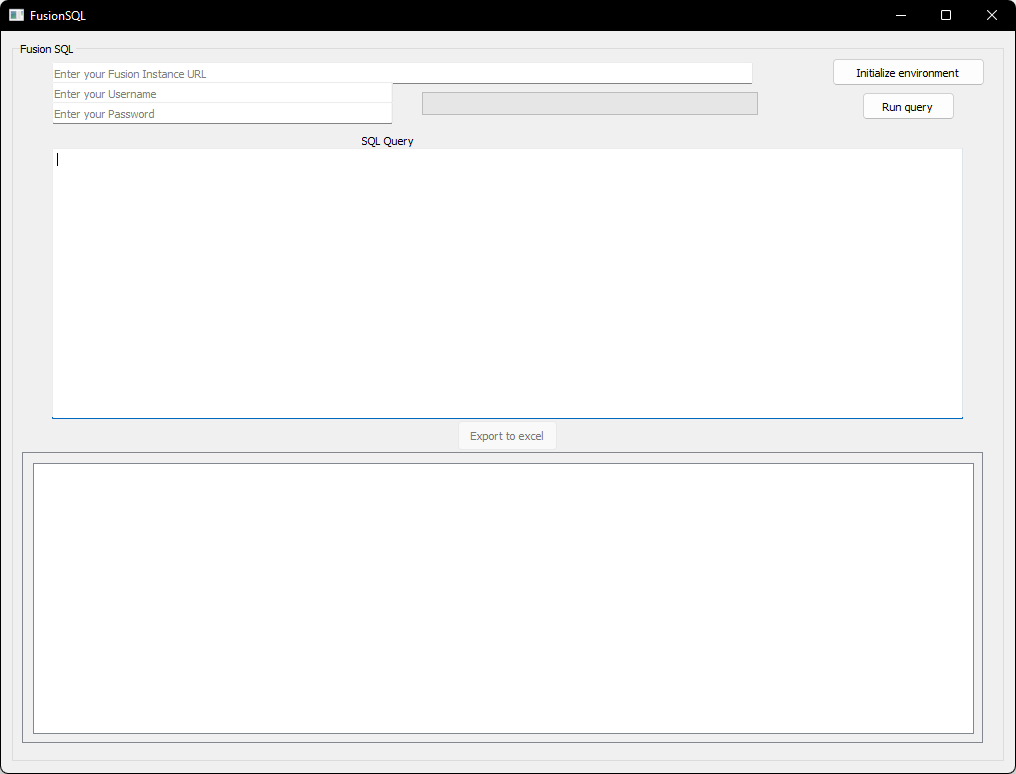 FusionSQL
Fusion SQL
Enter your Fusion Instance URL
Initialize environment
Enter your Username
Run query
Enter your Password
SQL Query
Export to excel